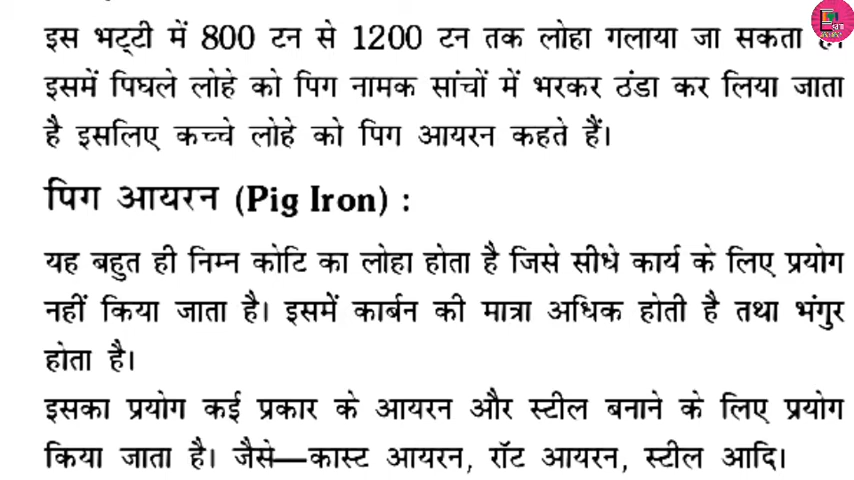 इस भट्टी में 800 टन से 1200 टन तक लोहा गलाया जा सकता है।
इसमें पिघले लोहे को पिग नामक सांचों में भरकर ठंडा कर लिया जाता
है इसलिए कच्चे लोहे को पिग आयरन कहते हैं।
पिग आयरन (Pig Iron) :
यह बहुत ही निम्न कोटि का लोहा होता है जिसे सीधे कार्य के लिए प्रयोग
नहीं किया जाता है। इसमें कार्बन की मात्रा अधिक होती है तथा भंगुर
होता है।
इसका प्रयोग कई प्रकार के आयरन और स्टील बनाने के लिए प्रयोग
किया जाता है। जैसे—कास्ट आयरन, रॉट आयरन, स्टील आदि।